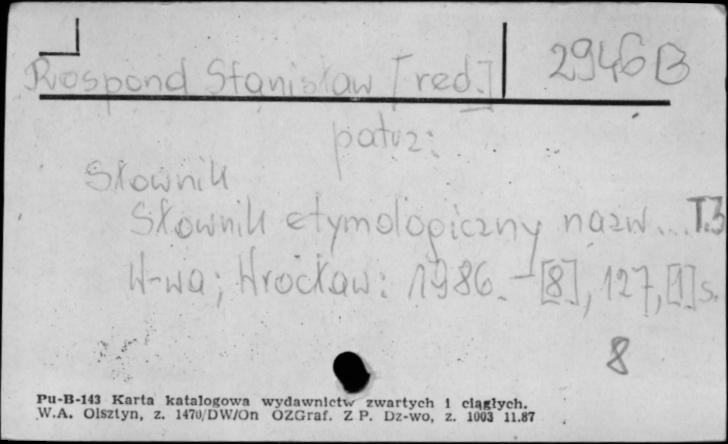 Rospond Stanisław [red.] 2946B
patrz:
Słownik
Słownik etymologiczny nazw... T.3
W-wa; Wrocław: 1986. - [8], 127, [1] s.
8
Pu-B-143 Karta katalogowa wydawnictw zwartych i ciągłych.
W.A. Olsztyn, z. 1470/DW/On OZGraf. Z P. Dz-wo, z. 1003 11.87